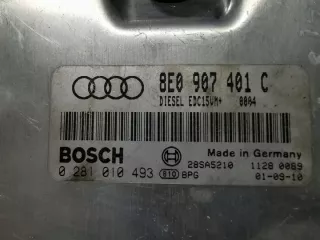 8E0 907 401 C
DIESEL EDC15VM+ 0004
BOSCH
Made in Germany
0 281 010 493 810 BPG
28SA5210 1128 0089
01-09-10